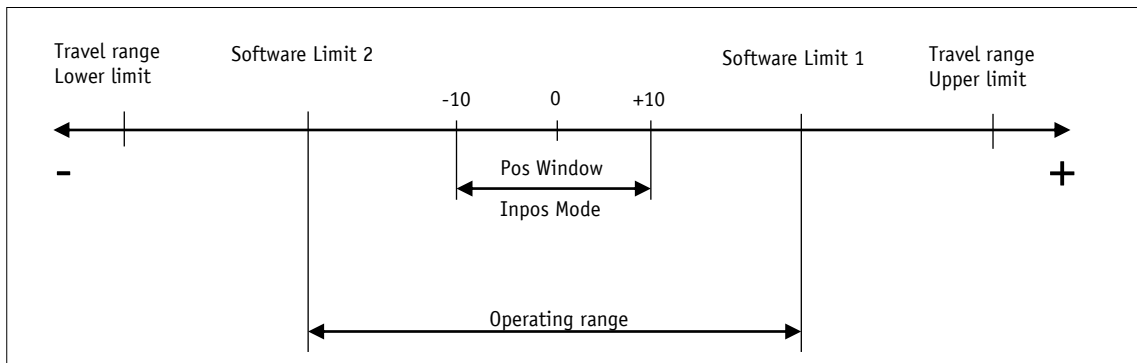 Travel range
Lower limit
Software Limit 2
Software Limit 1
Travel range
Upper limit
-10
0
+10
-
+
Pos Window
Inpos Mode
Operating range